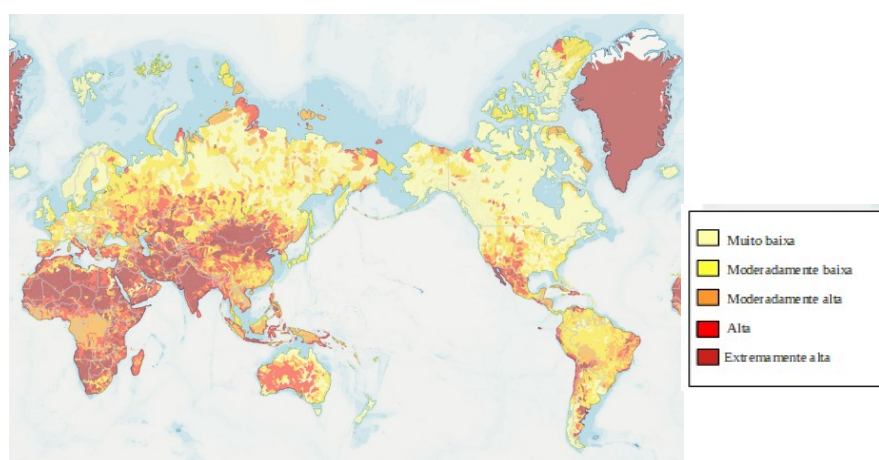 Muito baixa
Moderadamente baixa
Moderadamente alta
Alta
Extremamente alta